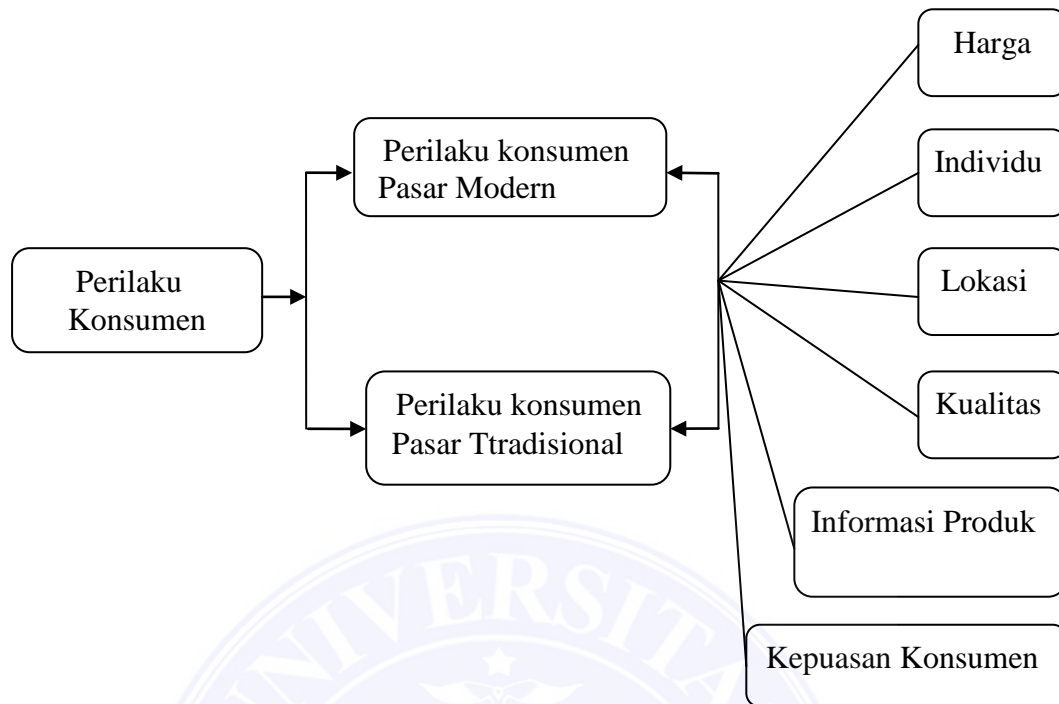 Perilaku
Konsumen
Perilaku konsumen
Pasar Modern
Perilaku konsumen
Pasar Ttradisional
Harga
Individu
Lokasi
Kualitas
Informasi Produk
Kepuasan Konsumen